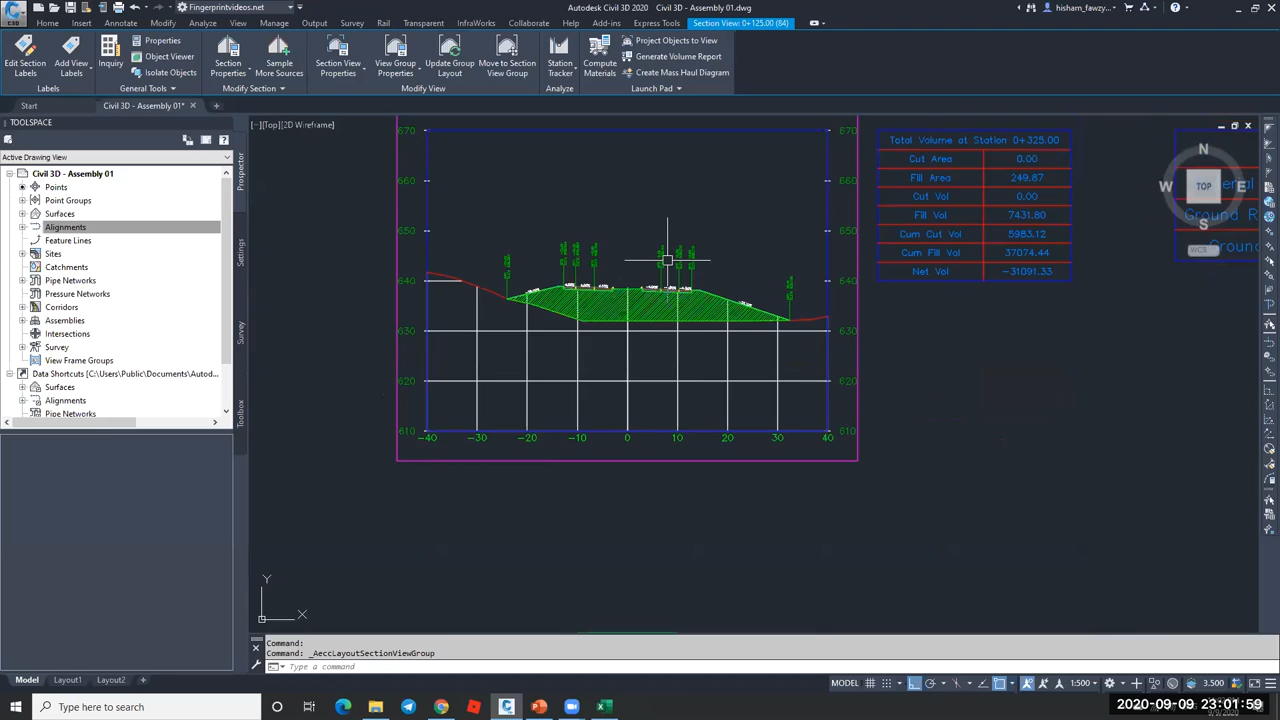 Fingerprintvideos.net
Autodesk Civil 3D 2020 Civil 3D - Assembly 01.dwg
hisham_fawzy...
Home Insert Annotate Modify Analyze View Manage Output Survey Rail Transparent InfraWorks Collaborate Help Add-ins Express Tools Section View: 0+125.00 (84)
Edit Section Labels
Add View Labels
Labels
Inquiry
Properties
Object Viewer
Isolate Objects
General Tools
Section Properties
Sample More Sources
Modify Section
Section View Properties
View Group Properties
Update Group Layout
Move to Section View Group
Modify View
Station Tracker
Analyze
Compute Materials
Project Objects to View
Generate Volume Report
Create Mass Haul Diagram
Launch Pad
Start
Civil 3D - Assembly 01*
TOOLSPACE
Active Drawing View
Civil 3D - Assembly 01
Points
Point Groups
Surfaces
Alignments
Feature Lines
Sites
Catchments
Pipe Networks
Pressure Networks
Corridors
Assemblies
Intersections
Survey
View Frame Groups
Data Shortcuts [C:\Users\Public\Documents\Autod...
Surfaces
Alignments
Pipe Networks
Prospector
Settings
Survey
Toolbox
[−][Top][2D Wireframe]
670 670
660 660
650 650
640 640
630 630
620 620
610 610
-40 -30 -20 -10 0 10 20 30 40
Total Volume at Station 0+325.00
Cut Area 0.00
Fill Area 249.87
Cut Vol 0.00
Fill Vol 7431.80
Cum Cut Vol 5983.12
Cum Fill Vol 37074.44
Net Vol -31091.33
Ground R
Ground
N
W TOP E
S
WCS
Y
X
Command:
Command: _AeccLayoutSectionViewGroup
Type a command
Model Layout1 Layout2
MODEL 1:500 3.500
Type here to search
2020-09-09 23:01:59